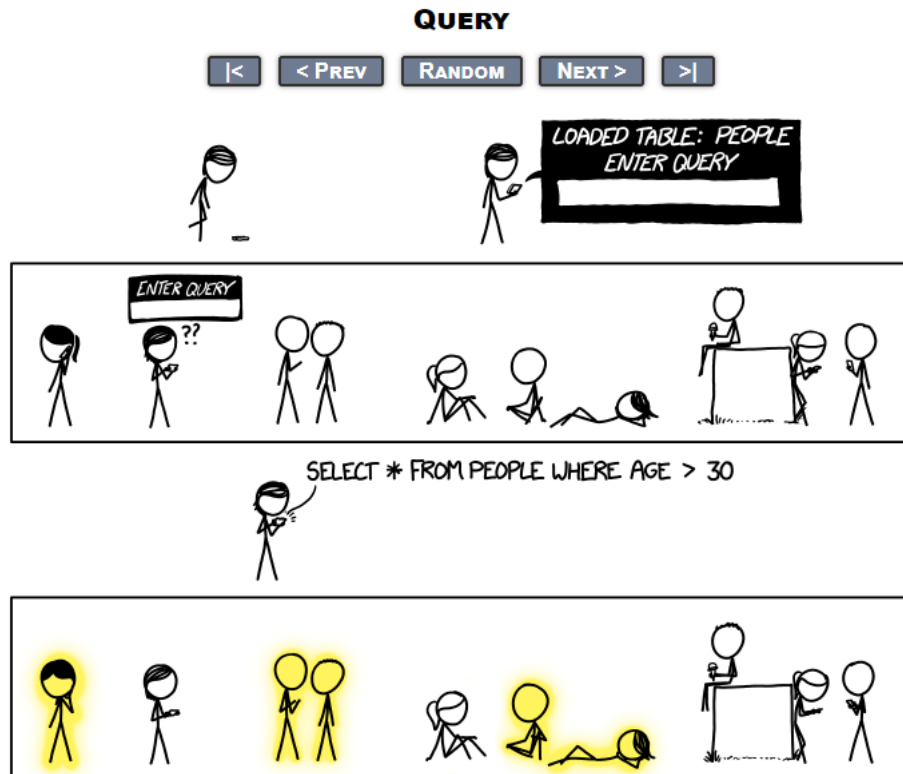 QUERY
|< < PREV RANDOM NEXT > >|
LOADED TABLE: PEOPLE
ENTER QUERY
ENTER QUERY
??
SELECT * FROM PEOPLE WHERE AGE > 30